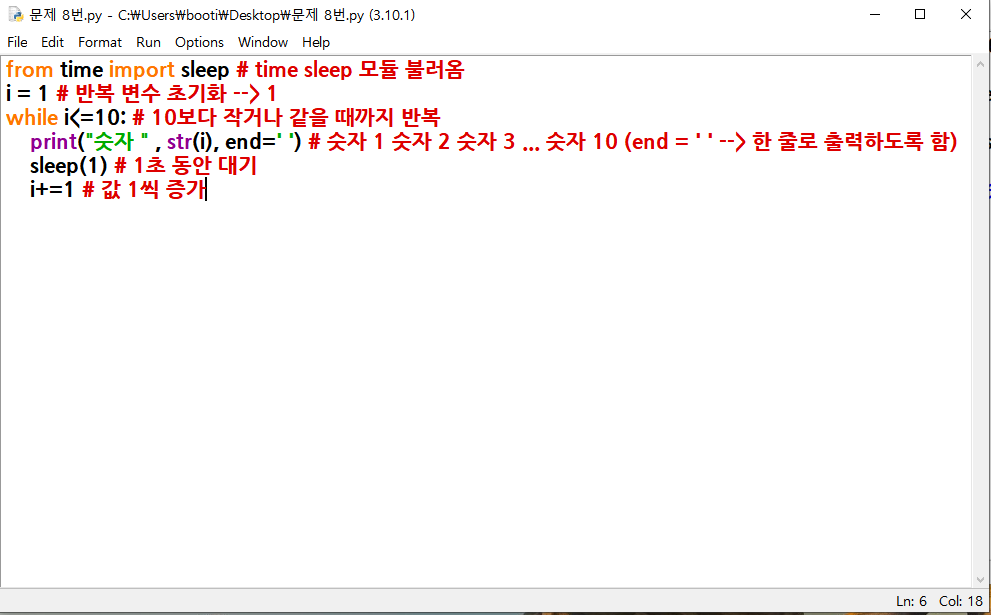 문제 8번.py - C:₩Users₩booti₩Desktop₩문제 8번.py (3.10.1)
File Edit Format Run Options Window Help
from time import sleep # time sleep 모듈 불러옴
i = 1 # 반복 변수 초기화 --> 1
while i<=10: # 10보다 작거나 같을 때까지 반복
    print("숫자 " , str(i), end=' ') # 숫자 1 숫자 2 숫자 3 ... 숫자 10 (end = ' ' --> 한 줄로 출력하도록 함)
    sleep(1) # 1초 동안 대기
    i+=1 # 값 1씩 증가
Ln: 6 Col: 18